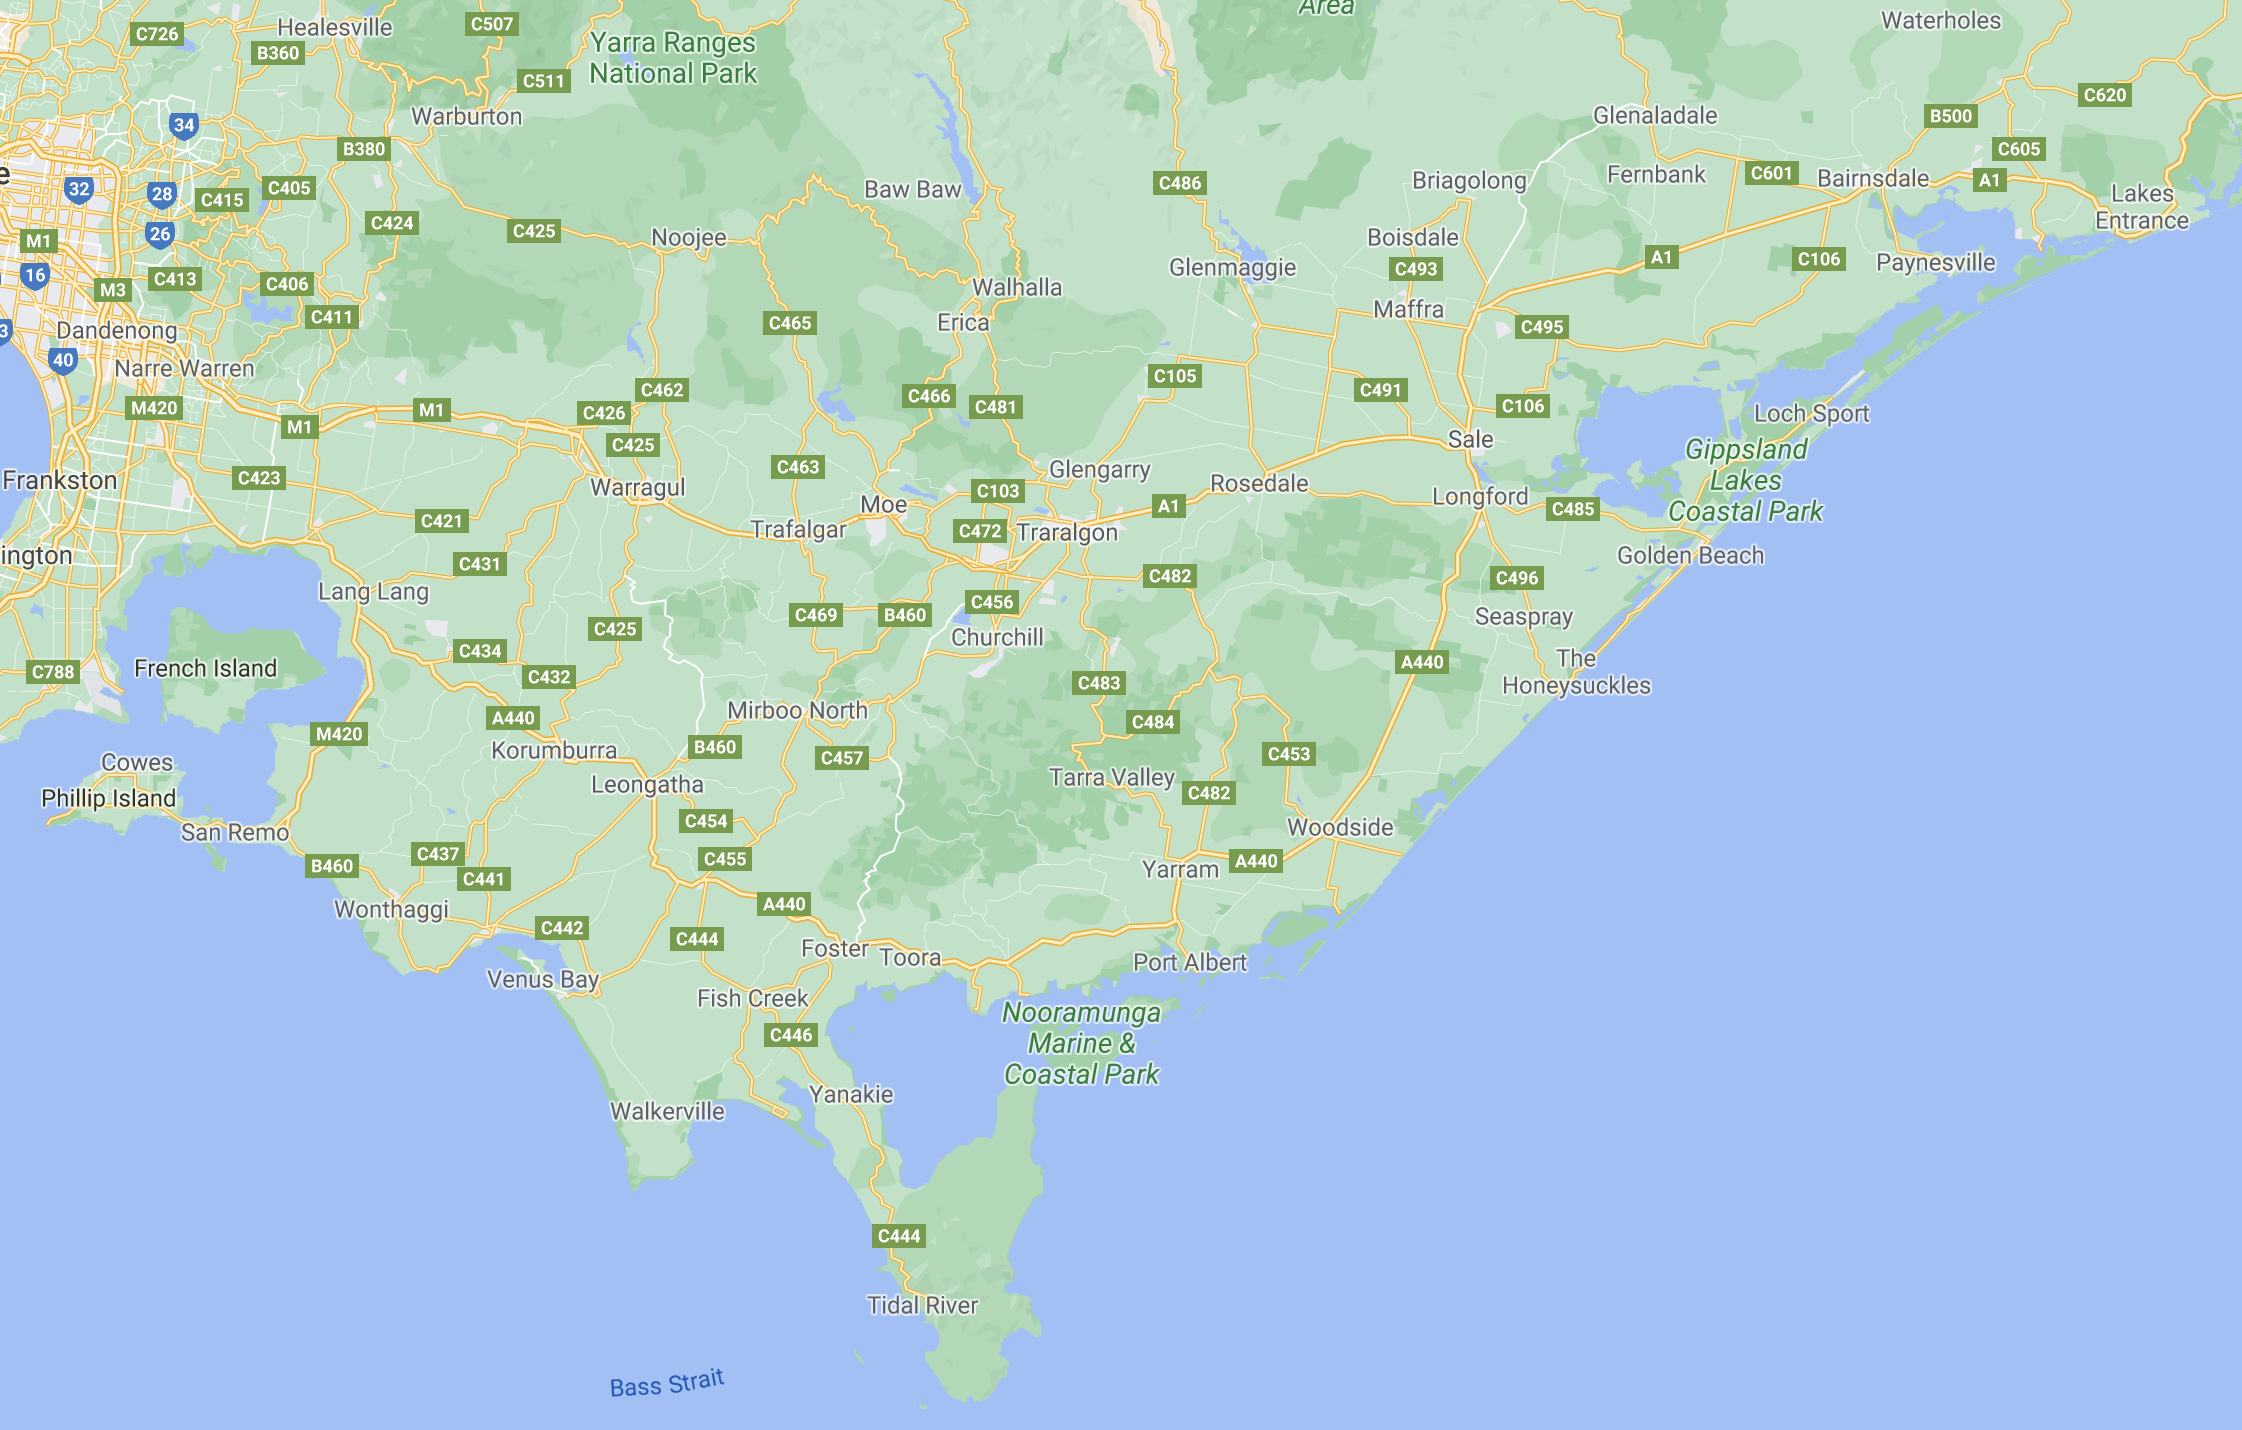 Area
Waterholes
C507
Healesville
C726
Yarra Ranges
National Park
B360
C511
C620
Warburton
Glenaladale
B500
34
B380
C605
e
32
28
C405
C415
Baw Baw
C486
Briagolong
Fernbank
C601
Bairnsdale
A1
Lakes
Entrance
C424
C425
26
M1
Noojee
Boisdale
A1
C106
Paynesville
16
C413
C406
M3
Glenmaggie
C493
Walhalla
Maffra
C411
Dandenong
3
C465
Erica
C495
40
Narre Warren
M420
M1
M1
C426
C462
C466
C481
C105
C491
C106
Loch Sport
C425
Sale
Gippsland
Lakes
Coastal Park
Frankston
C423
Warragul
C463
Glengarry
Rosedale
Longford
C103
Moe
A1
C485
C421
Trafalgar
C472
Traralgon
ington
C431
Golden Beach
Lang Lang
C482
C496
C469
B460
C456
Seaspray
C425
Churchill
French Island
C434
C432
C788
C483
A440
The
Honeysuckles
Mirboo North
A440
C484
M420
Korumburra
B460
C457
C453
Cowes
Leongatha
Tarra Valley
C482
Phillip Island
San Remo
C454
Woodside
C437
C455
A440
B460
C441
Yarram
Wonthaggi
A440
C442
C444
Foster
Toora
Port Albert
Venus Bay
Fish Creek
Nooramunga
Marine &
Coastal Park
C446
Yanakie
Walkerville
C444
Tidal River
Bass Strait